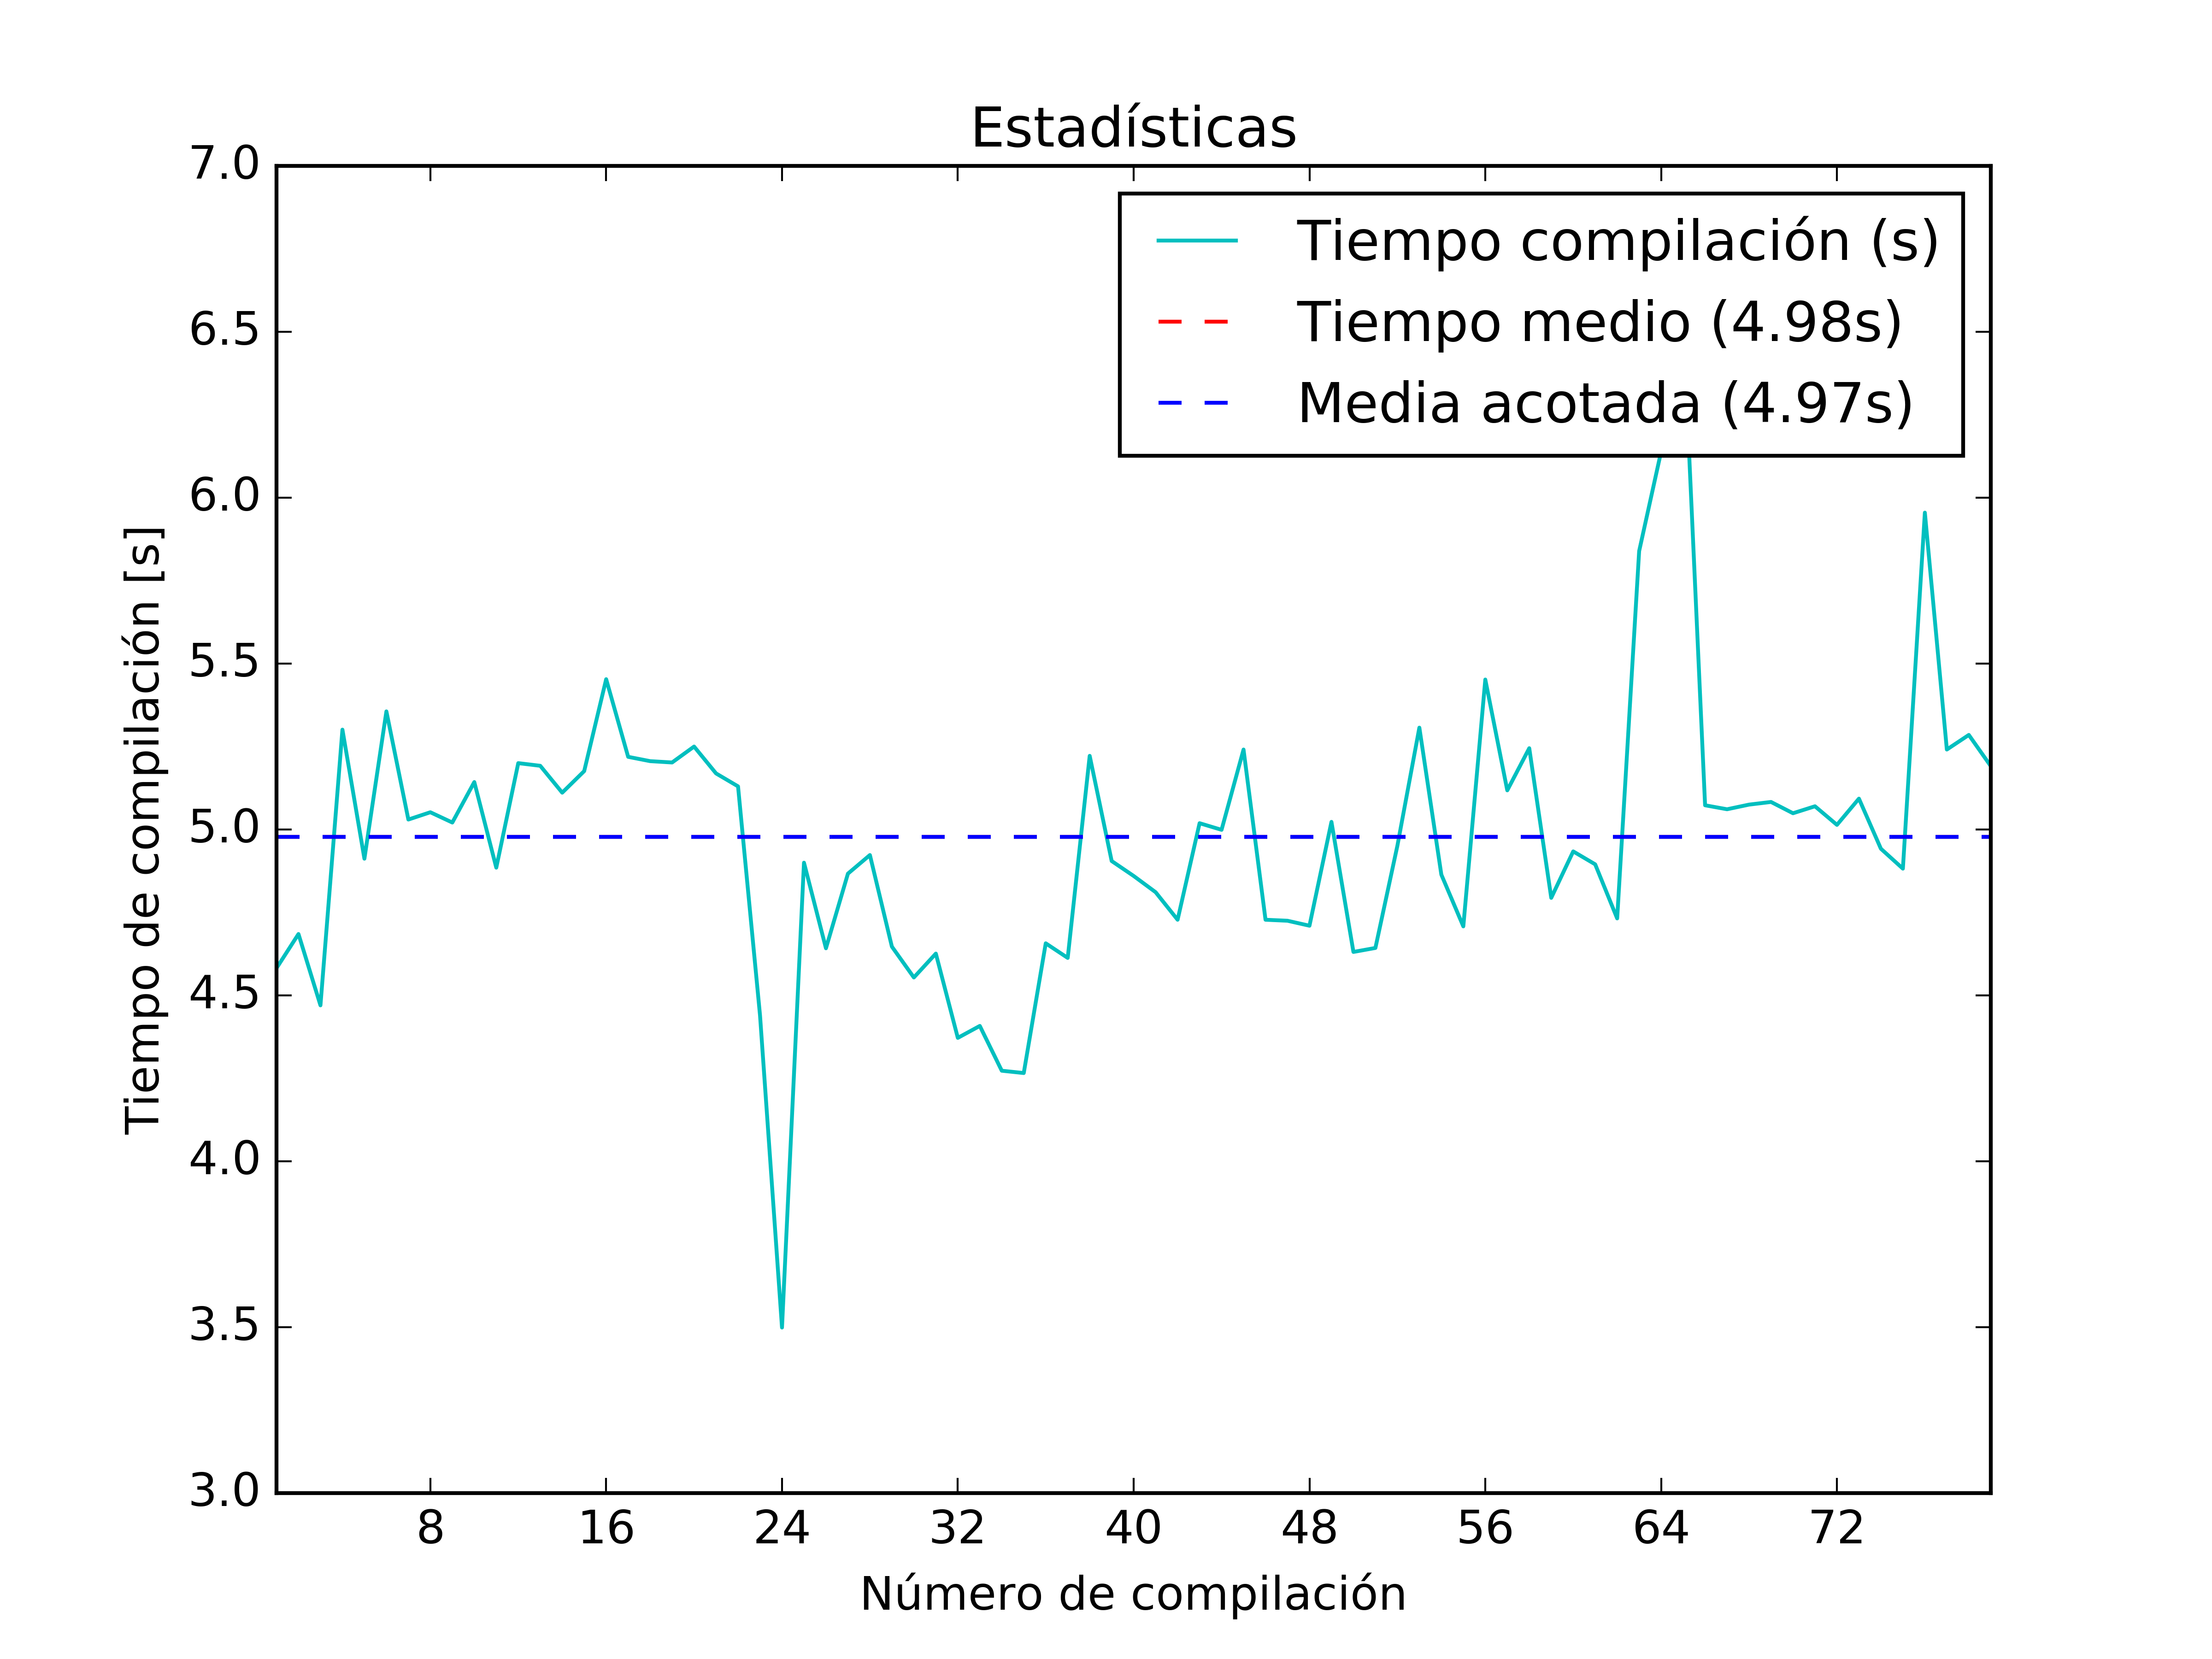 Estadísticas
Tiempo compilación (s)
Tiempo medio (4.98s)
Media acotada (4.97s)
Tiempo de compilación [s]
7.0
6.5
6.0
5.5
5.0
4.5
4.0
3.5
3.0
8 16 24 32 40 48 56 64 72
Número de compilación